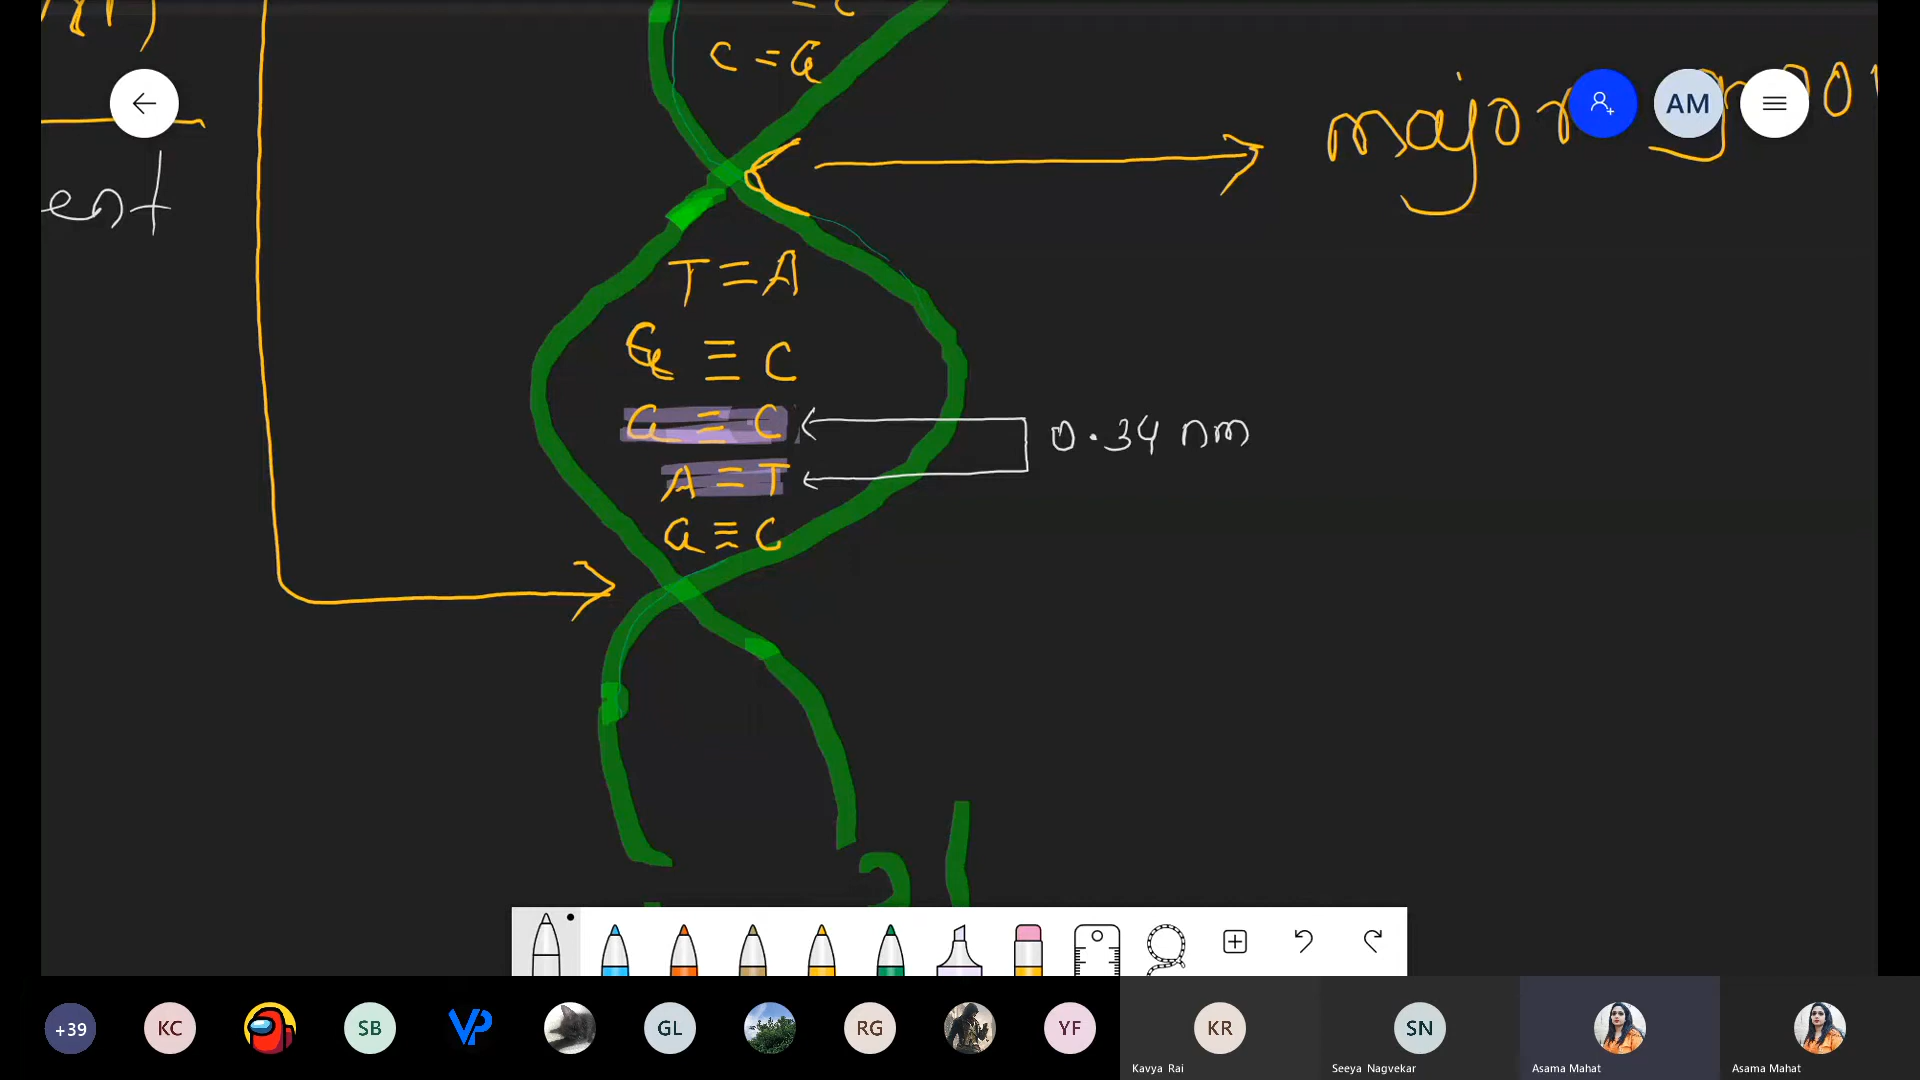 = C
C = G
major
ent
T = A
G ≡ C
G ≡ C
A = T
G ≡ C
0.34 nm
AM
+39
KC
SB
VP
GL
RG
YF
KR
SN
Kavya Rai
Seeya Nagvekar
Asama Mahat
Asama Mahat